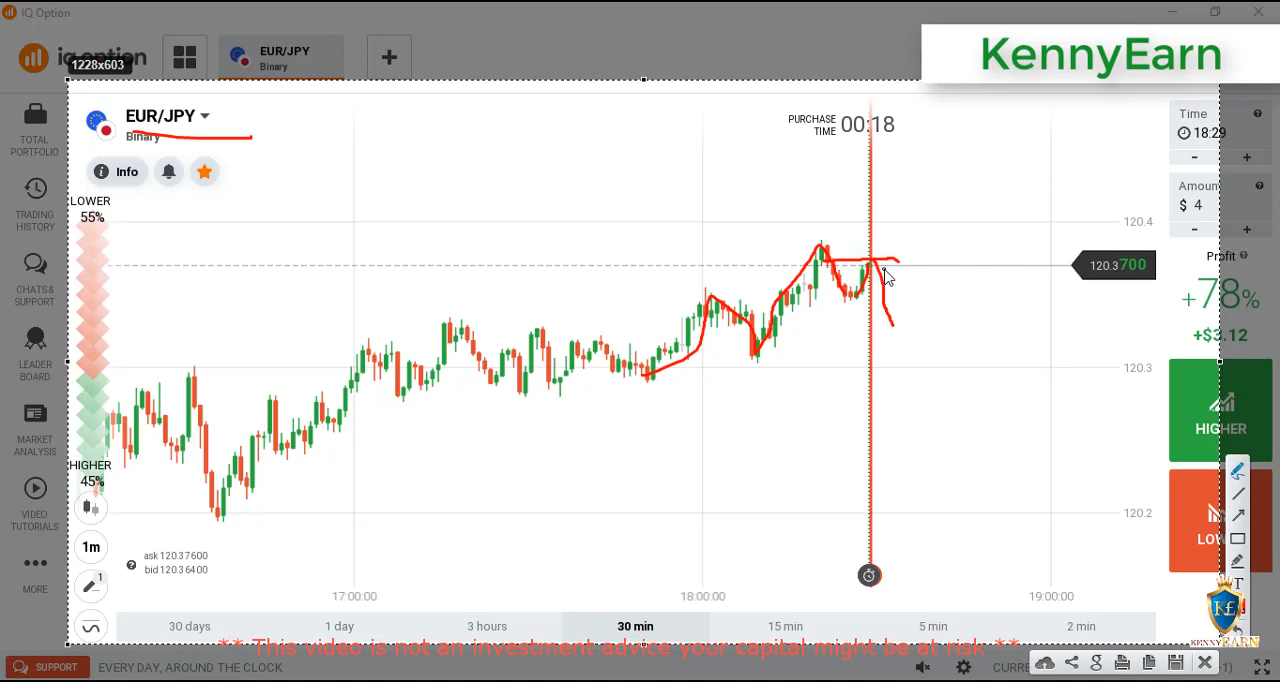 IQ Option
iq option
EUR/JPY
Binary
KennyEarn
1228x603
EUR/JPY
Binary
Info
PURCHASE
TIME
00:18
TOTAL
PORTFOLIO
TRADING
HISTORY
CHATS &
SUPPORT
LEADER
BOARD
MARKET
ANALYSIS
VIDEO
TUTORIALS
MORE
LOWER
55%
HIGHER
45%
1m
1
ask 120.37600
bid 120.36400
120.4
120.3700
120.3
120.2
17:00:00
18:00:00
19:00:00
30 days
1 day
3 hours
30 min
15 min
5 min
2 min
Time
18:29
-
+
Amount
$ 4
-
+
Profit
+78%
+$3.12
HIGHER
T
KENNYEARN
** This video is not an investment advice your capital might be at risk **
SUPPORT
EVERY DAY, AROUND THE CLOCK